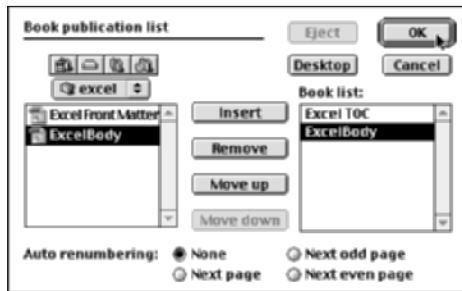 Book publication list
Eject
OK
Desktop
Cancel
excel
Book list:
Excel Front Matter
ExcelBody
Insert
Remove
Move up
Move down
Excel TOC
ExcelBody
Auto renumbering:
None
Next odd page
Next page
Next even page